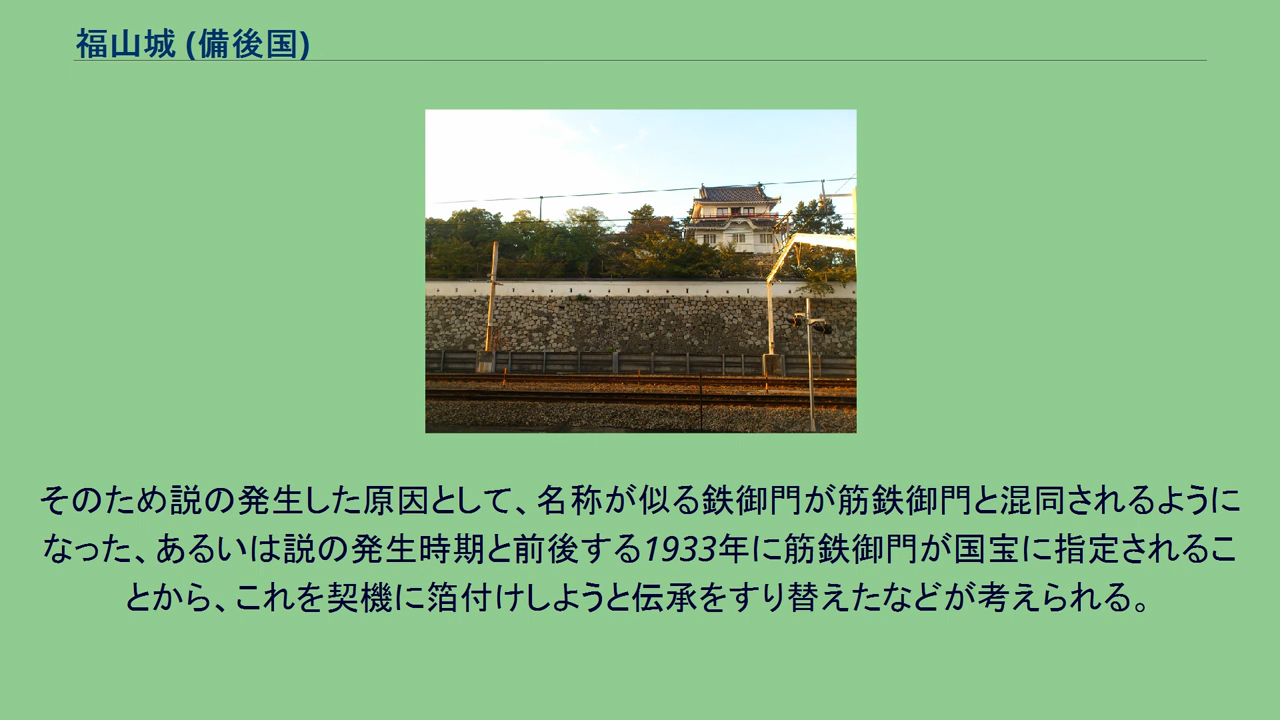 福山城 (備後国)
そのため説の発生した原因として、名称が似る鉄御門が筋鉄御門と混同されるように
なった、あるいは説の発生時期と前後する1933年に筋鉄御門が国宝に指定されるこ
とから、これを契機に箔付けしようと伝承をすり替えたなどが考えられる。